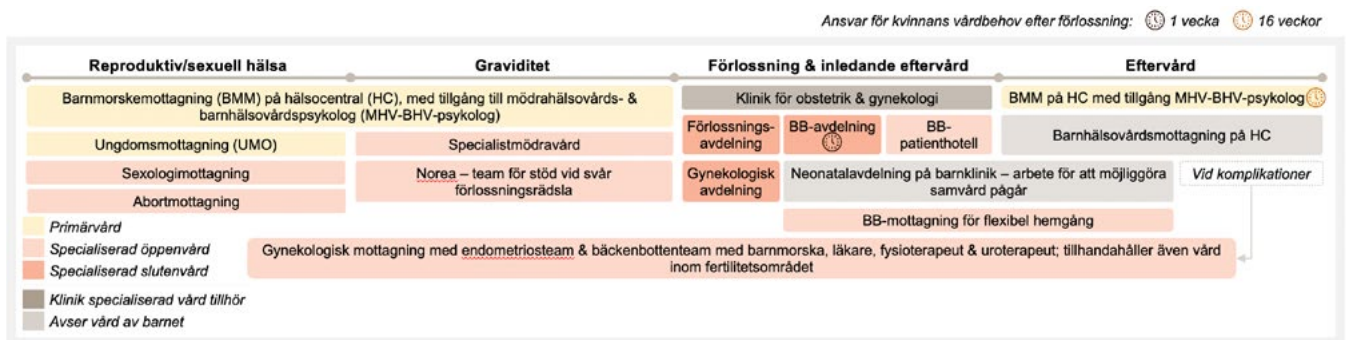 Ansvar för kvinnans vårdbehov efter förlossning: 1 vecka 16 veckor
Reproduktiv/sexuell hälsa
Graviditet
Förlossning & inledande eftervård
Eftervård
Barnmorskemottagning (BMM) på hälsocentral (HC), med tillgång till mödrahälsovårds- &
barnhälsovårdspsykolog (MHV-BHV-psykolog)
Klinik för obstetrik & gynekologi
BMM på HC med tillgång MHV-BHV-psykolog
Ungdomsmottagning (UMO)
Specialistmödravård
Förlossnings-
avdelning
BB-avdelning
BB-
patienthotell
Barnhälsovårdsmottagning på HC
Sexologimottagning
Norea – team för stöd vid svår
förlossningsrädsla
Gynekologisk
avdelning
Neonatalavdelning på barnklinik – arbete för att möjliggöra
samvård pågår
Vid komplikationer
Abortmottagning
BB-mottagning för flexibel hemgång
Primärvård
Specialiserad öppenvård
Specialiserad slutenvård
Gynekologisk mottagning med endometriosteam & bäckenbottenteam med barnmorska, läkare, fysioterapeut & uroterapeut; tillhandahåller även vård
inom fertilitetsområdet
Klinik specialiserad vård tillhör
Avser vård av barnet